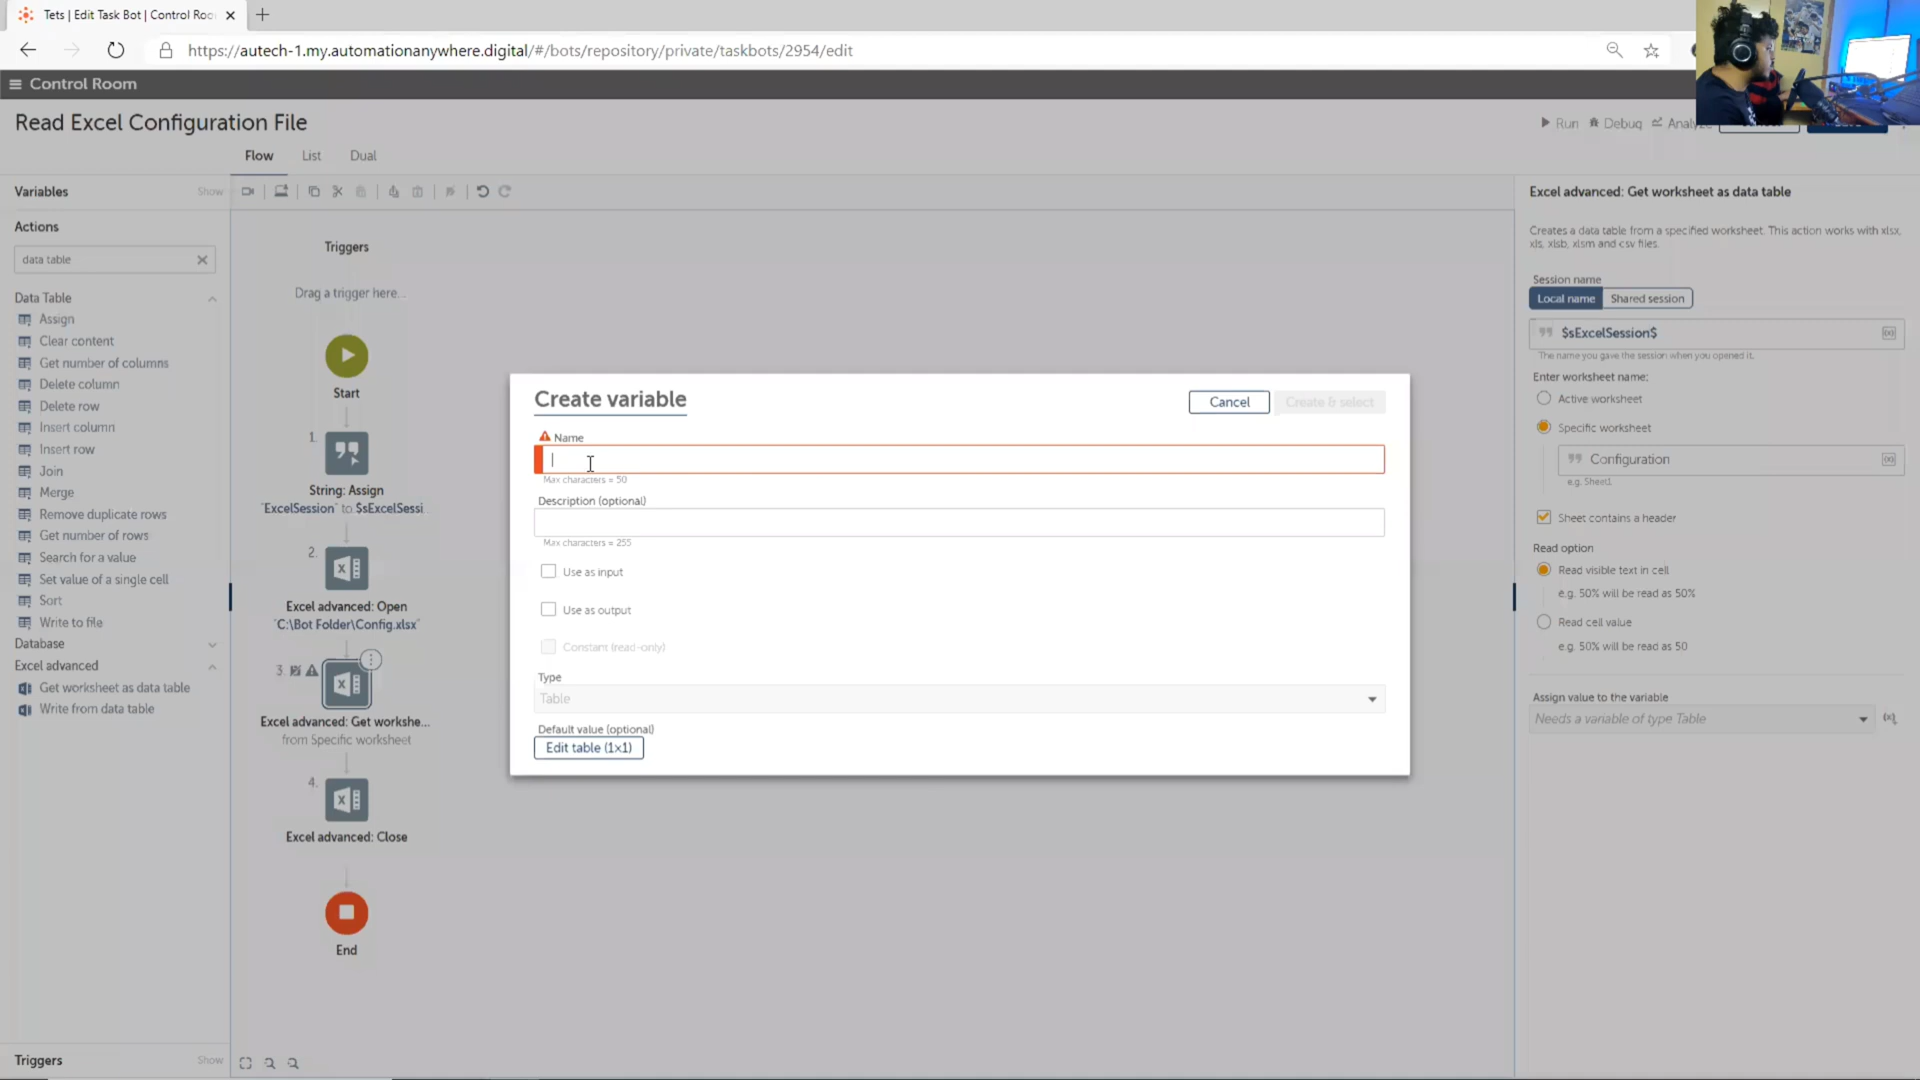 Tets | Edit Task Bot | Control Roo
https://autech-1.my.automationanywhere.digital/#/bots/repository/private/taskbots/2954/edit
Control Room
Read Excel Configuration File
Run
Debug
Analyze
Flow
List
Dual
Variables
Show
Actions
data table
Data Table
Assign
Clear content
Get number of columns
Delete column
Delete row
Insert column
Insert row
Join
Merge
Remove duplicate rows
Get number of rows
Search for a value
Set value of a single cell
Sort
Write to file
Database
Excel advanced
Get worksheet as data table
Write from data table
Triggers
Show
Triggers
Drag a trigger here...
Start
1.
String: Assign
"ExcelSession" to $sExcelSessi
2.
Excel advanced: Open
"C:\Bot Folder\Config.xlsx"
3.
Excel advanced: Get workshe...
from Specific worksheet
4.
Excel advanced: Close
End
Create variable
Cancel
Create & select
Name
Max characters = 50
Description (optional)
Max characters = 255
Use as input
Use as output
Constant (read-only)
Type
Table
Default value (optional)
Edit table (1x1)
Excel advanced: Get worksheet as data table
Creates a data table from a specified worksheet. This action works with xlsx,
xls, xlsb, xlsm and csv files.
Session name
Local name
Shared session
$sExcelSession$
(x)
The name you gave the session when you opened it.
Enter worksheet name:
Active worksheet
Specific worksheet
Configuration
(x)
e.g. Sheet1
Sheet contains a header
Read option
Read visible text in cell
e.g. 50% will be read as 50%
Read cell value
e.g. 50% will be read as 50
Assign value to the variable
Needs a variable of type Table